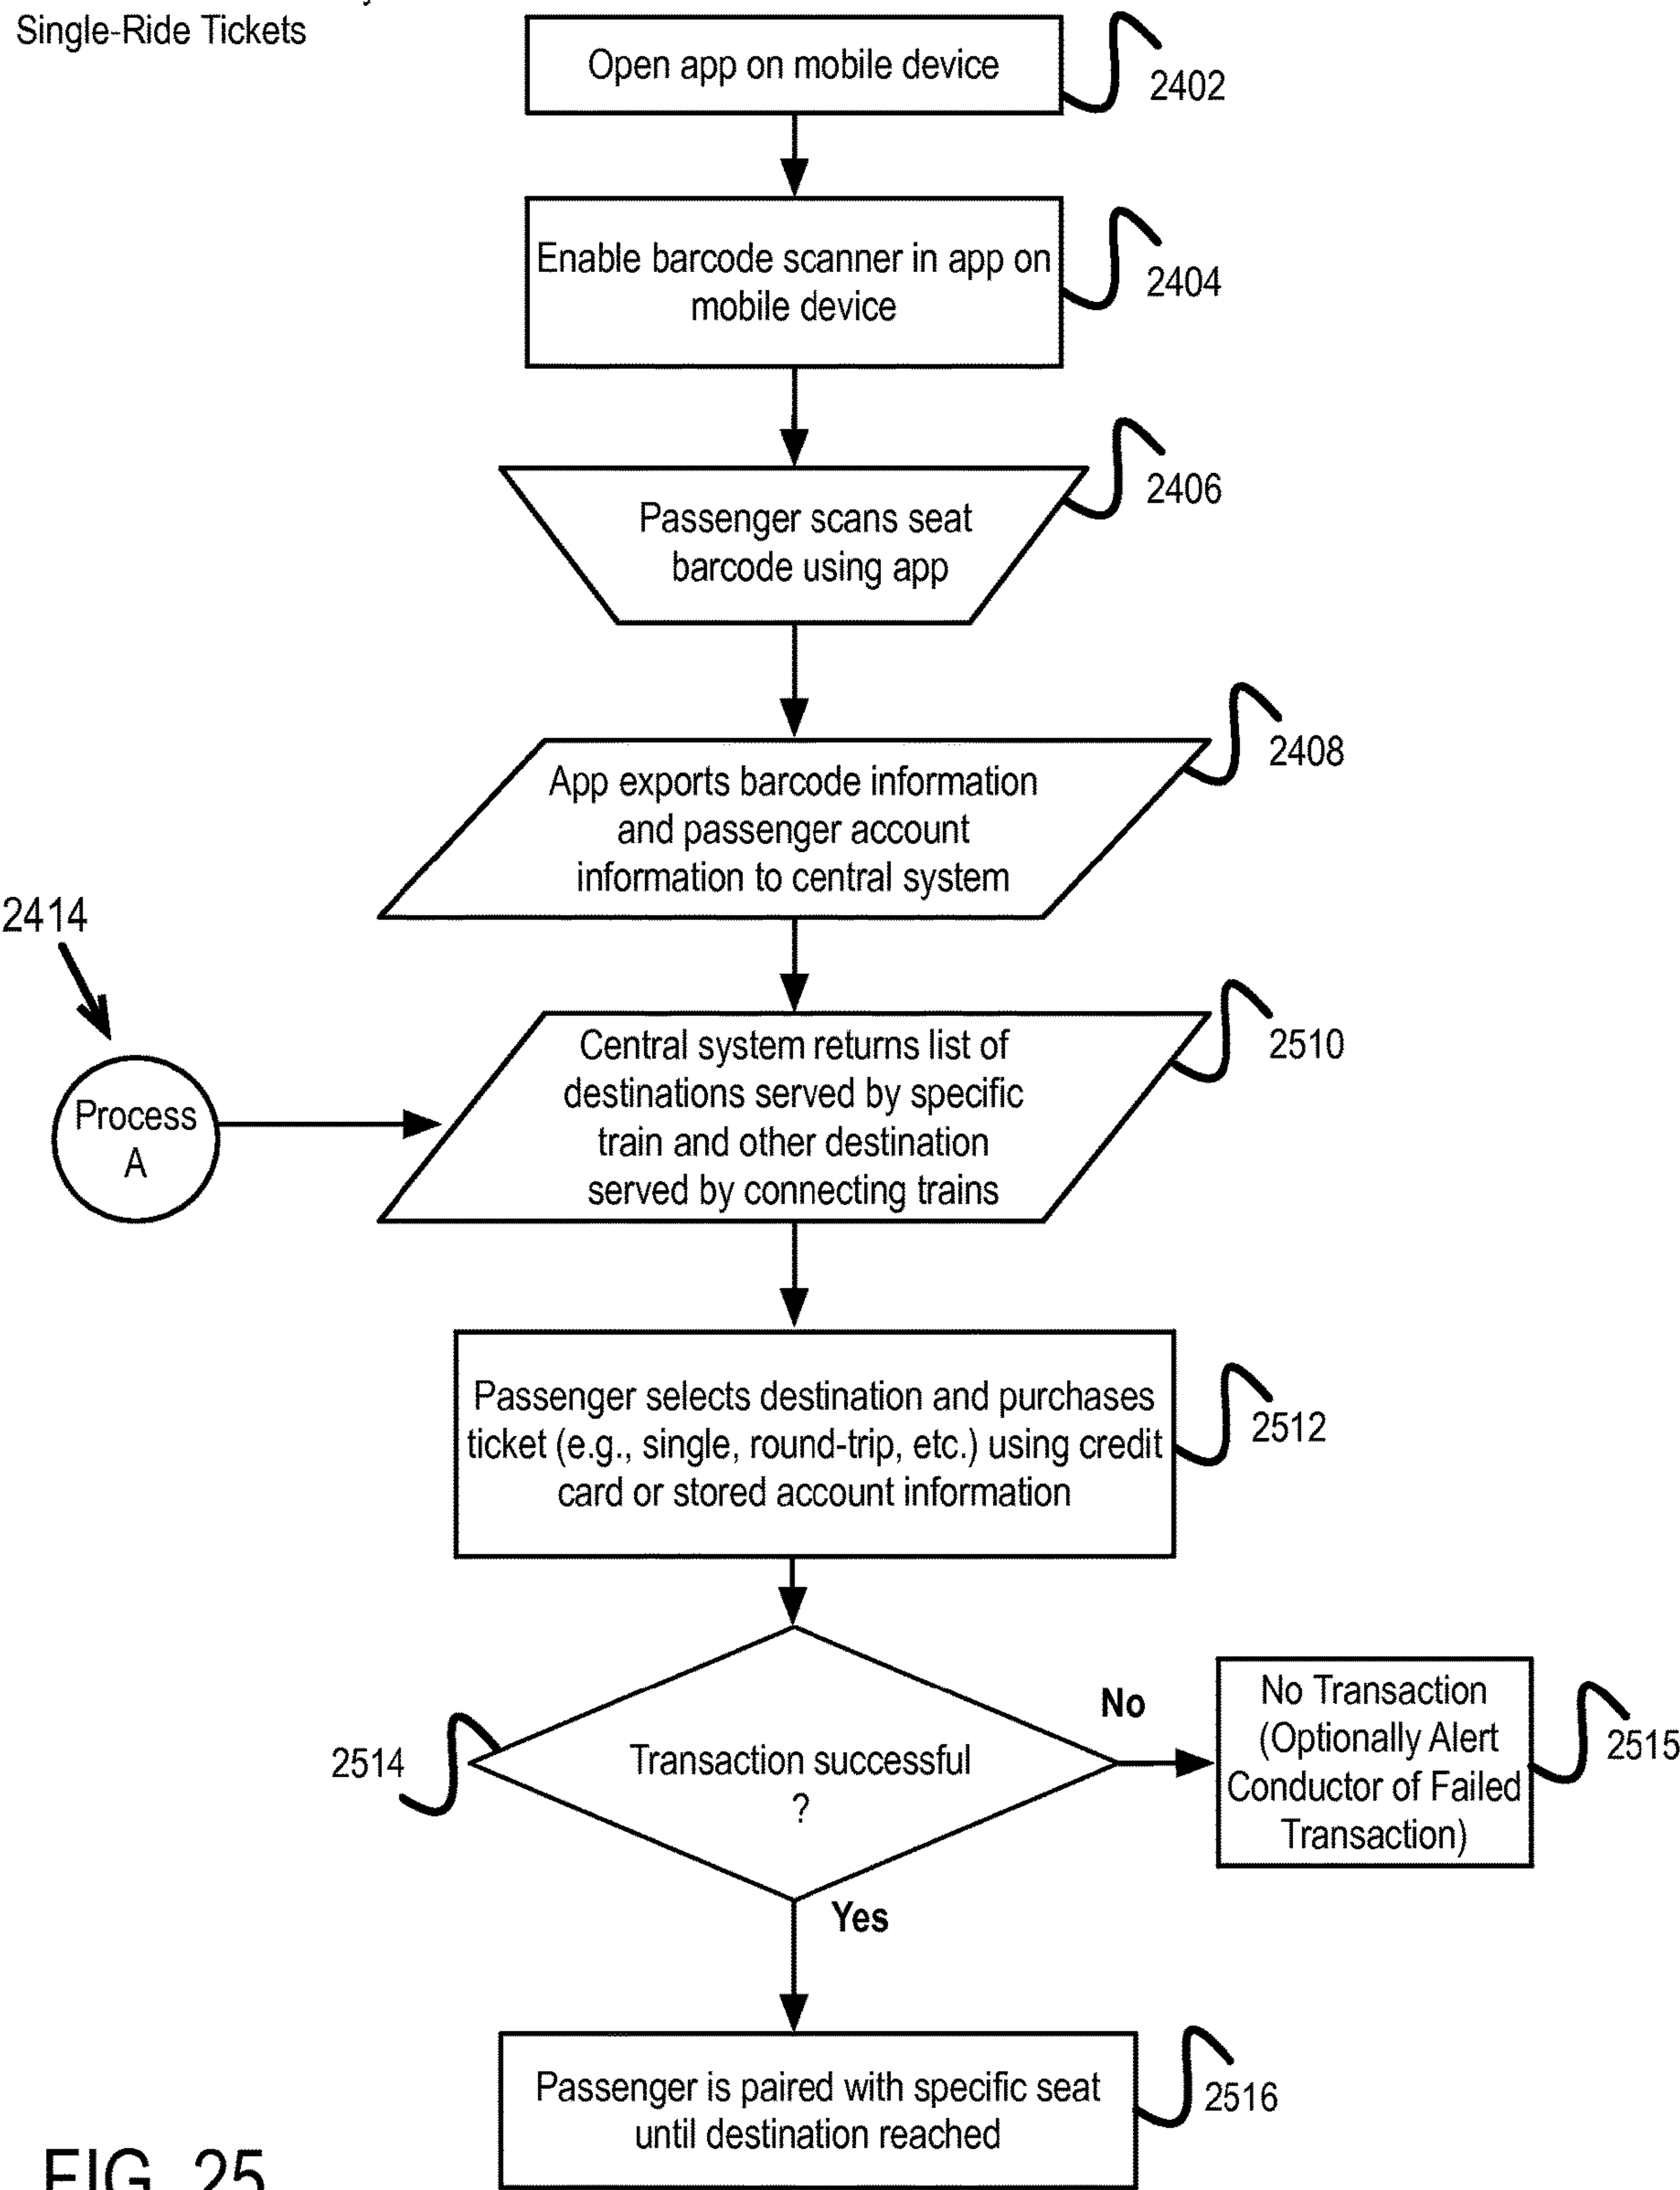 Single-Ride Tickets
Open app on mobile device
2402
Enable barcode scanner in app on
mobile device
2404
Passenger scans seat
barcode using app
2406
App exports barcode information
and passenger account
information to central system
2408
2414
Process
A
Central system returns list of
destinations served by specific
train and other destination
served by connecting trains
2510
Passenger selects destination and purchases
ticket (e.g., single, round-trip, etc.) using credit
card or stored account information
2512
Transaction successful
?
2514
No
No Transaction
(Optionally Alert
Conductor of Failed
Transaction)
2515
Yes
Passenger is paired with specific seat
until destination reached
2516
FIG. 25